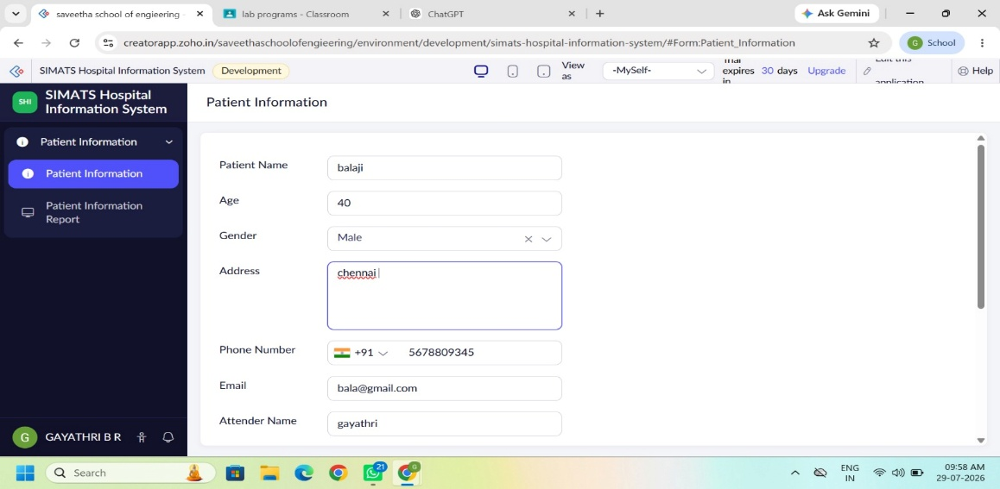 saveetha school of engieering -
lab programs - Classroom
ChatGPT
Ask Gemini
creatorapp.zoho.in/saveethaschoolofengieering/environment/development/simats-hospital-information-system/#Form:Patient_Information
School
SIMATS Hospital Information System
Development
View
as
-MySelf-
expires
in
30 days
Upgrade
application
Help
SHI
SIMATS Hospital
Information System
Patient Information
Patient Information
Patient Information
Report
G
GAYATHRI B R
Patient Information
Patient Name
balaji
Age
40
Gender
Male
Address
chennai
Phone Number
+91
5678809345
Email
bala@gmail.com
Attender Name
gayathri
Search
21
G
ENG
IN
09:58 AM
29-07-2026